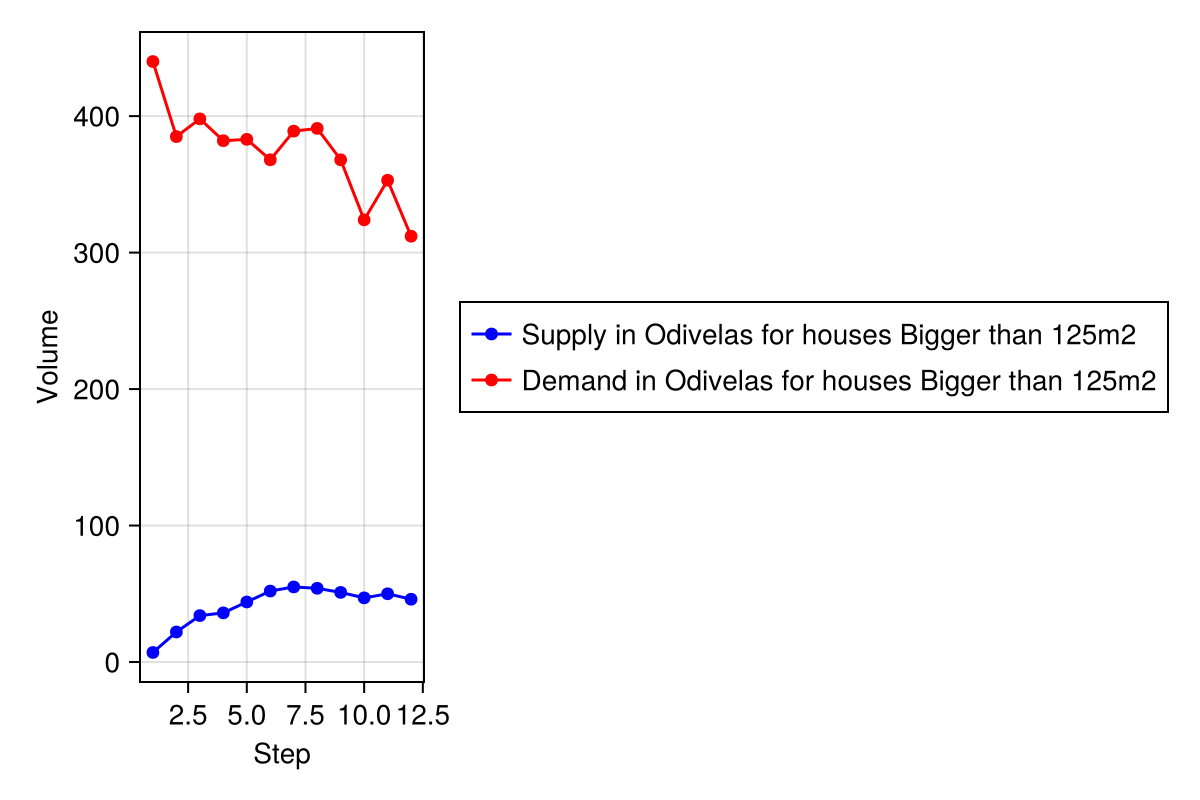 Volume
400
300
200
100
0
2.5 5.0 7.5 10.0 12.5
Step
Supply in Odivelas for houses Bigger than 125m2
Demand in Odivelas for houses Bigger than 125m2